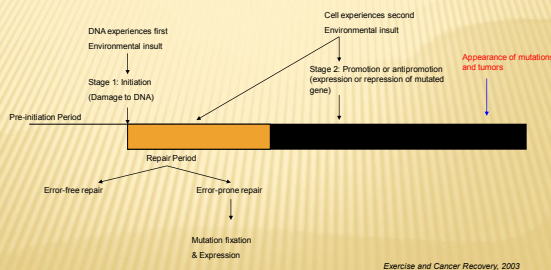 Cell experiences second
Environmental insult
DNA experiences first
Environmental insult
Appearance of mutations
and tumors
Stage 2: Promotion or antipromotion
(expression or repression of mutated
gene)
Stage 1: Initiation
(Damage to DNA)
Pre-initiation Period
Repair Period
Error-free repair
Error-prone repair
Mutation fixation
& Expression
Exercise and Cancer Recovery, 2003